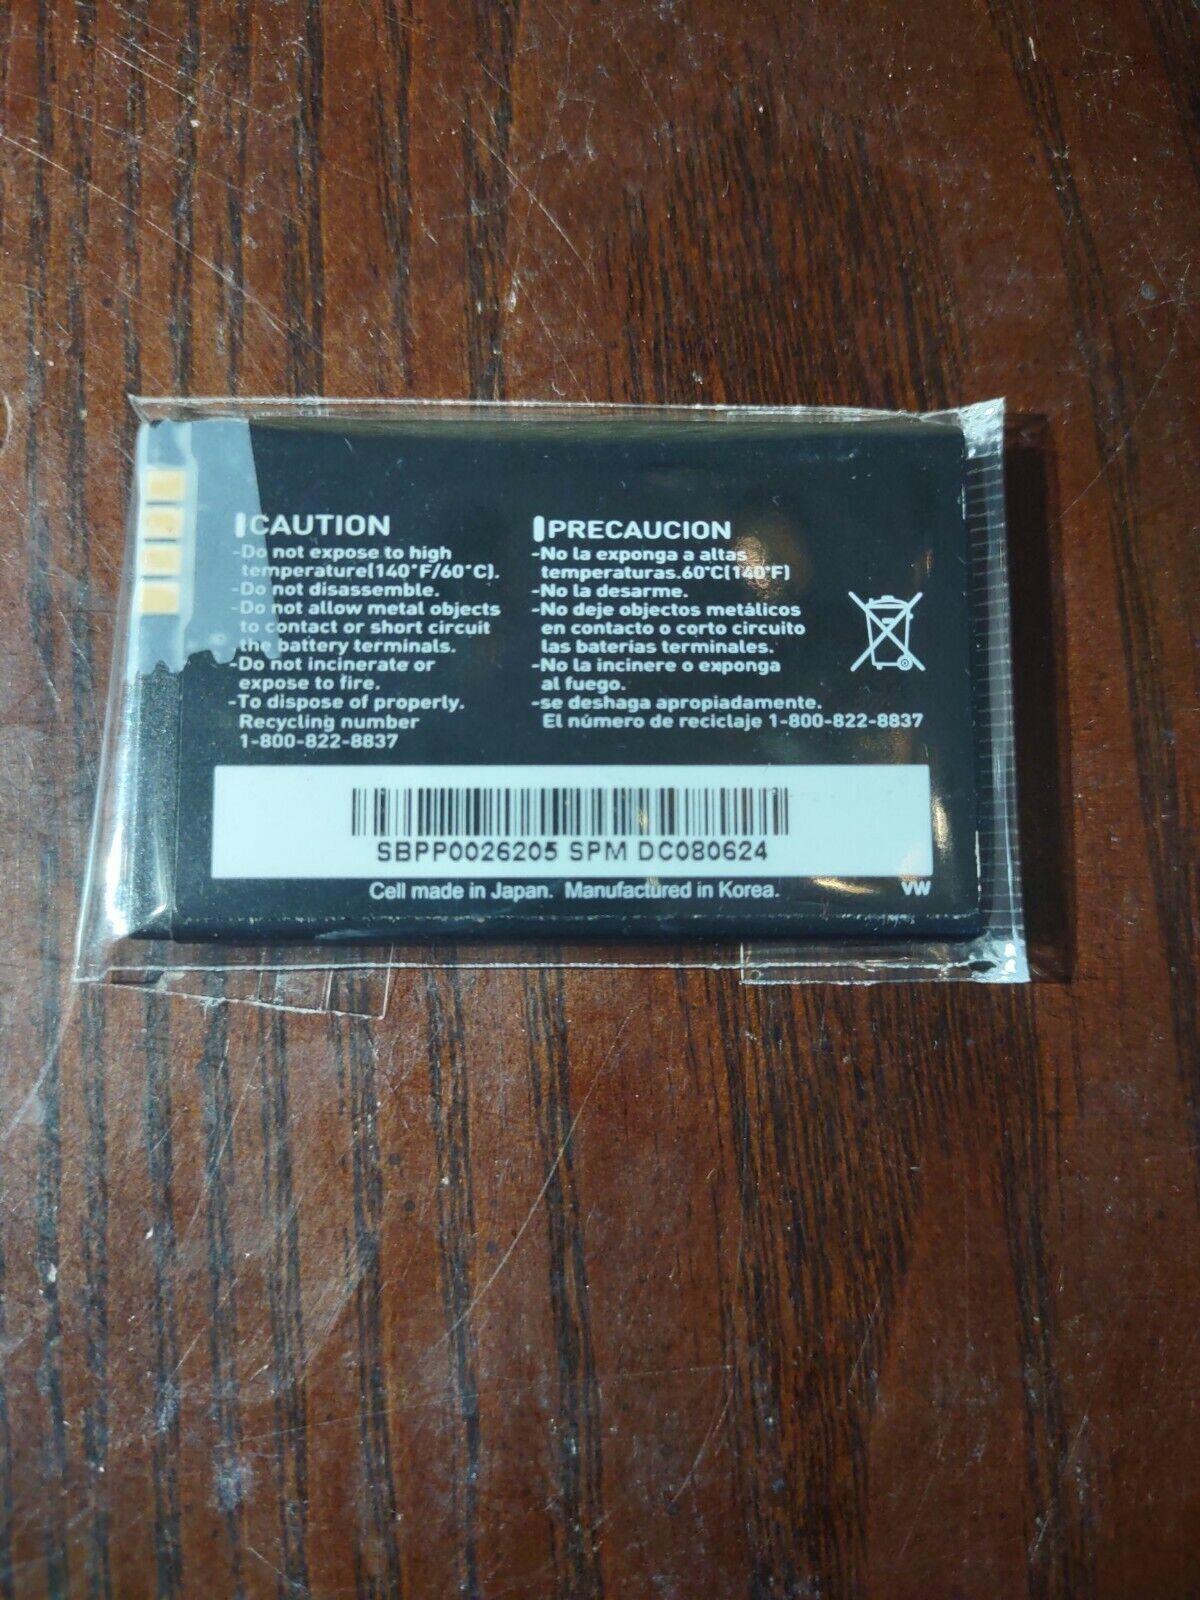 CAUTION
-Do not expose to high
temperature(140°F/60°C).
-Do not disassemble.
-Do not allow metal objects
to contact or short circuit
the battery terminals.
-Do not incinerate or
expose to fire.
-To dispose of properly.
Recycling number
1-800-822-8837
PRECAUCION
-No la exponga a altas
temperaturas.60°C(140°F)
-No la desarme.
-No deje objectos metálicos
en contacto o corto circuito
las baterias terminales.
-No la incinere o exponga
al fuego.
-se deshaga apropiadamente.
El número de reciclaje 1-800-822-8837
SBPP0026205 SPM DC080624
Cell made in Japan. Manufactured in Korea.
VW